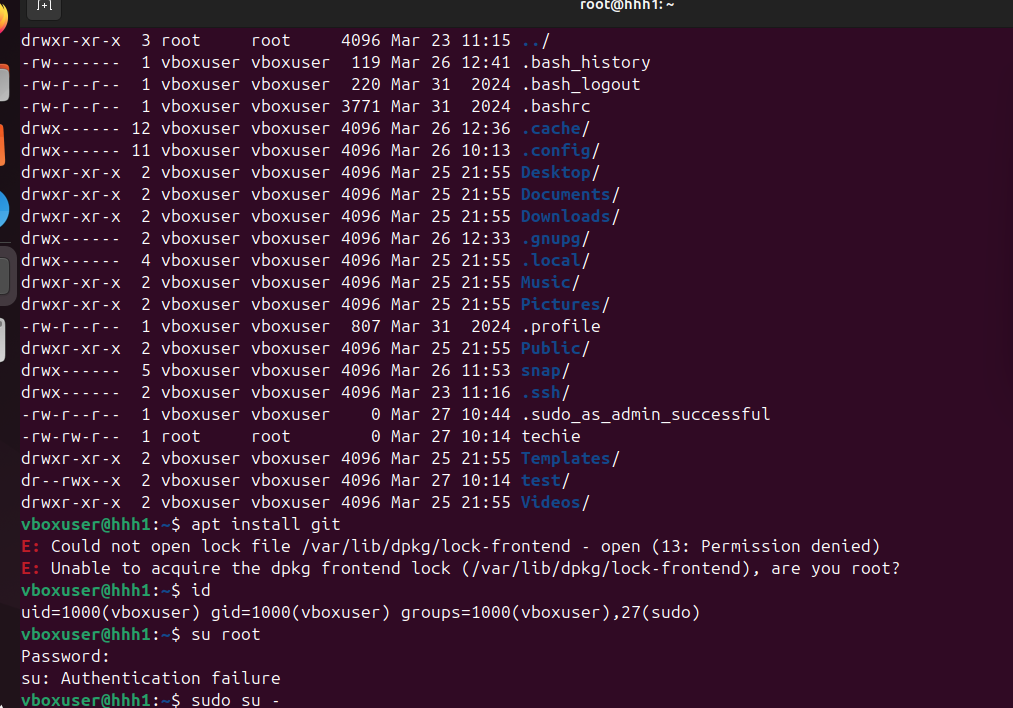 root@hhh1: ~
drwxr-xr-x  3 root     root     4096 Mar 23 11:15 ../
-rw-------  1 vboxuser vboxuser  119 Mar 26 12:41 .bash_history
-rw-r--r--  1 vboxuser vboxuser  220 Mar 31  2024 .bash_logout
-rw-r--r--  1 vboxuser vboxuser 3771 Mar 31  2024 .bashrc
drwx------ 12 vboxuser vboxuser 4096 Mar 26 12:36 .cache/
drwx------ 11 vboxuser vboxuser 4096 Mar 26 10:13 .config/
drwxr-xr-x  2 vboxuser vboxuser 4096 Mar 25 21:55 Desktop/
drwxr-xr-x  2 vboxuser vboxuser 4096 Mar 25 21:55 Documents/
drwxr-xr-x  2 vboxuser vboxuser 4096 Mar 25 21:55 Downloads/
drwx------  2 vboxuser vboxuser 4096 Mar 26 12:33 .gnupg/
drwx------  4 vboxuser vboxuser 4096 Mar 25 21:55 .local/
drwxr-xr-x  2 vboxuser vboxuser 4096 Mar 25 21:55 Music/
drwxr-xr-x  2 vboxuser vboxuser 4096 Mar 25 21:55 Pictures/
-rw-r--r--  1 vboxuser vboxuser  807 Mar 31  2024 .profile
drwxr-xr-x  2 vboxuser vboxuser 4096 Mar 25 21:55 Public/
drwx------  5 vboxuser vboxuser 4096 Mar 26 11:53 snap/
drwx------  2 vboxuser vboxuser 4096 Mar 23 11:16 .ssh/
-rw-r--r--  1 vboxuser vboxuser    0 Mar 27 10:44 .sudo_as_admin_successful
-rw-rw-r--  1 root     root        0 Mar 27 10:14 techie
drwxr-xr-x  2 vboxuser vboxuser 4096 Mar 25 21:55 Templates/
dr--rwx--x  2 vboxuser vboxuser 4096 Mar 27 10:14 test/
drwxr-xr-x  2 vboxuser vboxuser 4096 Mar 25 21:55 Videos/
vboxuser@hhh1:~$ apt install git
E: Could not open lock file /var/lib/dpkg/lock-frontend - open (13: Permission denied)
E: Unable to acquire the dpkg frontend lock (/var/lib/dpkg/lock-frontend), are you root?
vboxuser@hhh1:~$ id
uid=1000(vboxuser) gid=1000(vboxuser) groups=1000(vboxuser),27(sudo)
vboxuser@hhh1:~$ su root
Password:
su: Authentication failure
vboxuser@hhh1:~$ sudo su -